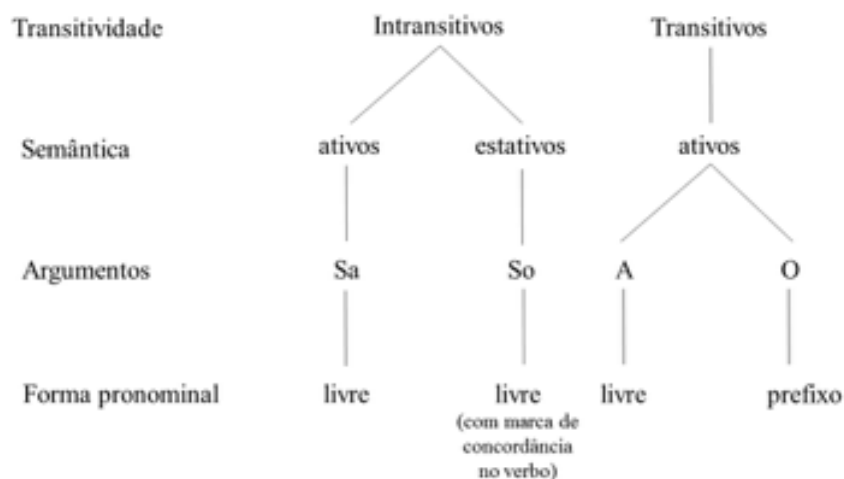 Transitividade Intransitivos Transitivos
Semântica ativos estativos ativos
Argumentos Sa So A O
Forma pronominal livre livre livre prefixo
(com marca de
concordância
no verbo)